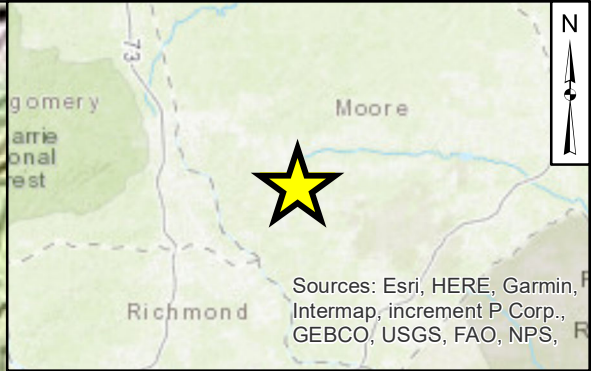 N
73
gomery
Moore
arrie
onal
rest
Richmond
Sources: Esri, HERE, Garmin,
Intermap, increment P Corp.,
GEBCO, USGS, FAO, NPS,
F
R